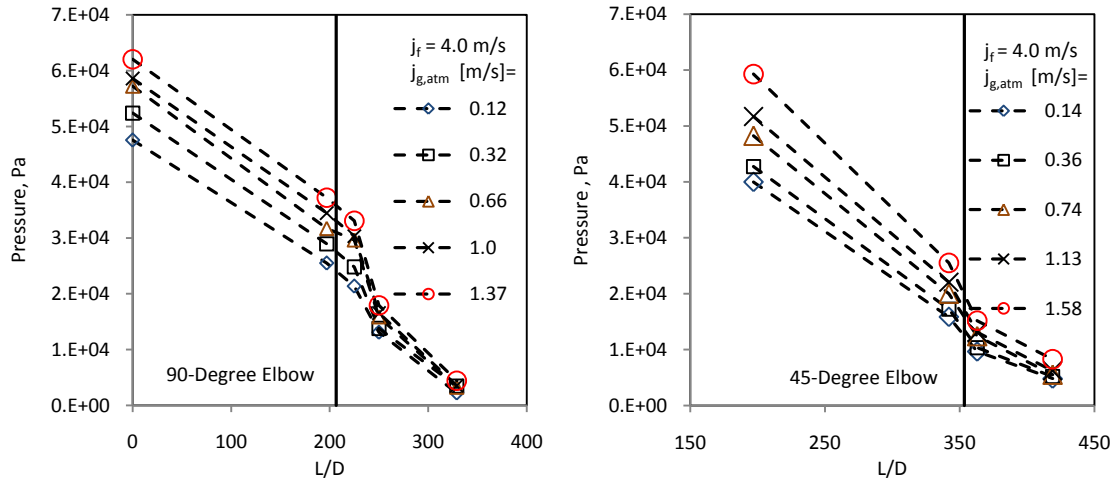 7.E+04
6.E+04
5.E+04
4.E+04
3.E+04
2.E+04
1.E+04
0.E+00
Pressure, Pa
0
100
200
300
400
L/D
j_f = 4.0 m/s
j_g,atm [m/s]=
0.12
0.32
0.66
1.0
1.37
90-Degree Elbow
7.E+04
6.E+04
5.E+04
4.E+04
3.E+04
2.E+04
1.E+04
0.E+00
Pressure , Pa
150
250
350
450
L/D
j_f = 4.0 m/s
j_g,atm [m/s]=
0.14
0.36
0.74
1.13
1.58
45-Degree Elbow